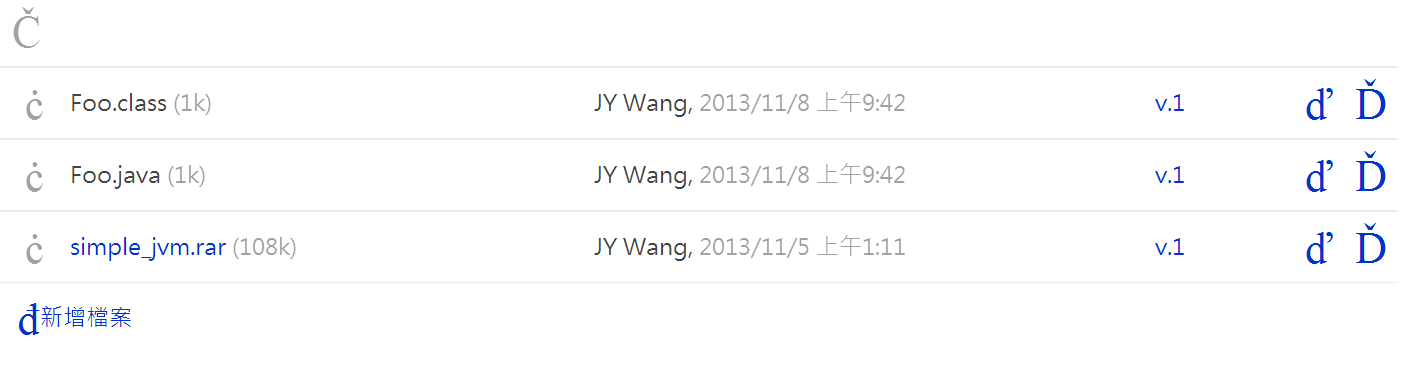 Č
ċ Foo.class (1k) JY Wang, 2013/11/8 上午9:42 v.1 ď Ď
ċ Foo.java (1k) JY Wang, 2013/11/8 上午9:42 v.1 ď Ď
ċ simple_jvm.rar (108k) JY Wang, 2013/11/5 上午1:11 v.1 ď Ď
đ新增檔案